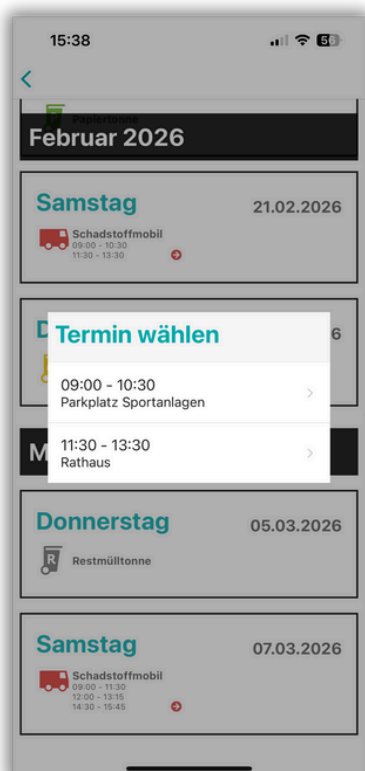 15:38
56
Papiertonne
Februar 2026
Samstag
21.02.2026
Schadstoffmobil
09:00 - 10:30
11:30 - 13:30
D
6
Termin wählen
09:00 - 10:30
Parkplatz Sportanlagen
11:30 - 13:30
Rathaus
M
Donnerstag
05.03.2026
R
Restmülltonne
Samstag
07.03.2026
Schadstoffmobil
09:00 - 11:30
12:00 - 13:15
14:30 - 15:45